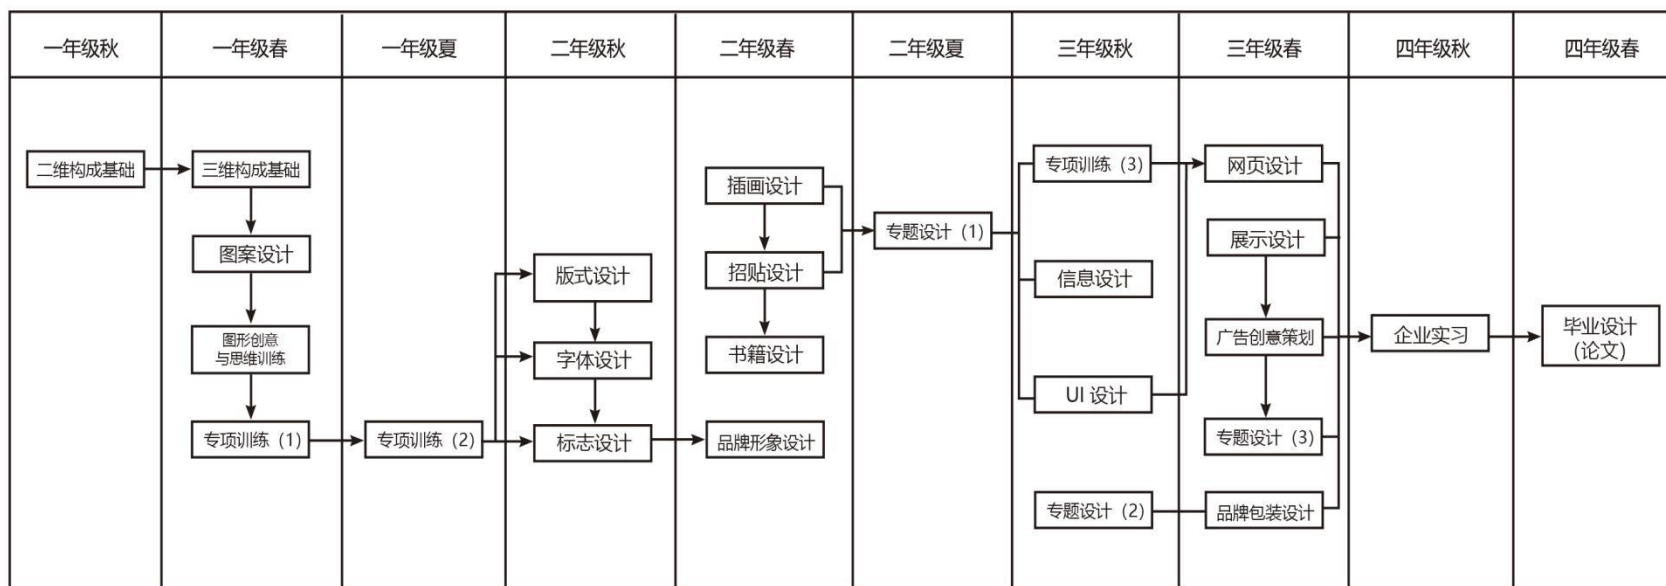 一年级秋
一年级春
一年级夏
二年级秋
二年级春
二年级夏
三年级秋
三年级春
四年级秋
四年级春
二维构成基础
三维构成基础
图案设计
图形创意
与思维训练
专项训练（1）
专项训练（2）
版式设计
字体设计
标志设计
插画设计
招贴设计
书籍设计
品牌形象设计
专题设计（1）
专项训练（3）
信息设计
UI 设计
专题设计（2）
网页设计
展示设计
广告创意策划
专题设计（3）
品牌包装设计
企业实习
毕业设计
(论文)